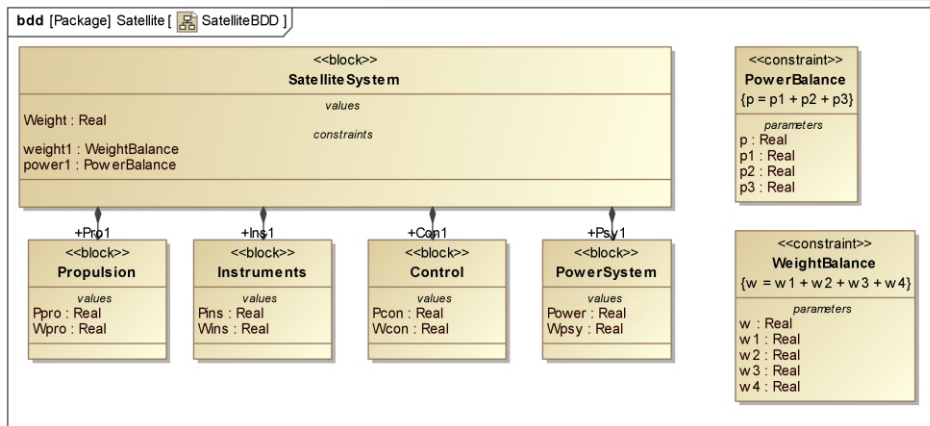 bdd [Package] Satellite [ SatelliteBDD ]
<<block>>
SatelliteSystem
values
Weight : Real
constraints
weight1 : WeightBalance
power1 : PowerBalance
+Pro1
<<block>>
Propulsion
values
Ppro : Real
Wpro : Real
+Ins1
<<block>>
Instruments
values
Pins : Real
Wins : Real
+Con1
<<block>>
Control
values
Pcon : Real
Wcon : Real
+Psy1
<<block>>
PowerSystem
values
Power : Real
Wpsy : Real
<<constraint>>
PowerBalance
{p = p1 + p2 + p3}
parameters
p : Real
p1 : Real
p2 : Real
p3 : Real
<<constraint>>
WeightBalance
{w = w1 + w2 + w3 + w4}
parameters
w : Real
w1 : Real
w2 : Real
w3 : Real
w4 : Real